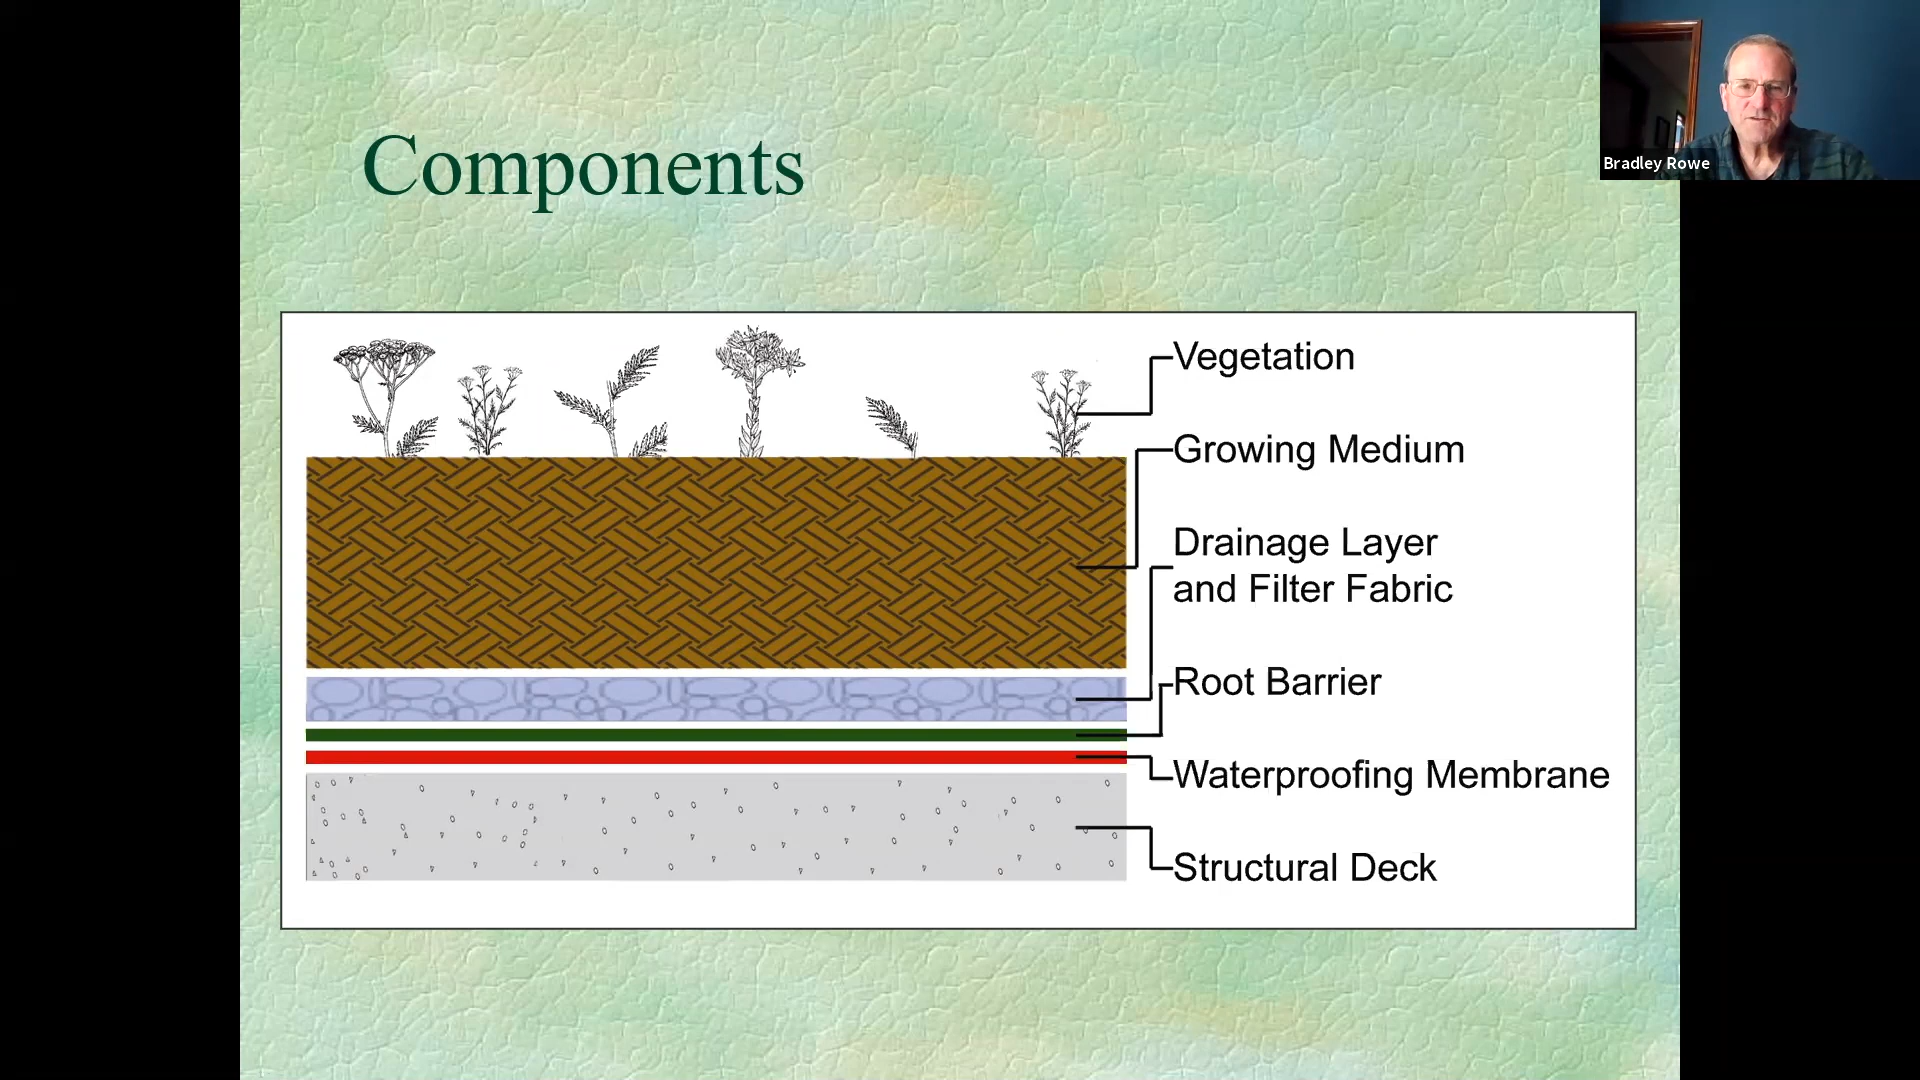 Components
Bradley Rowe
Vegetation
Growing Medium
Drainage Layer
and Filter Fabric
Root Barrier
Waterproofing Membrane
Structural Deck